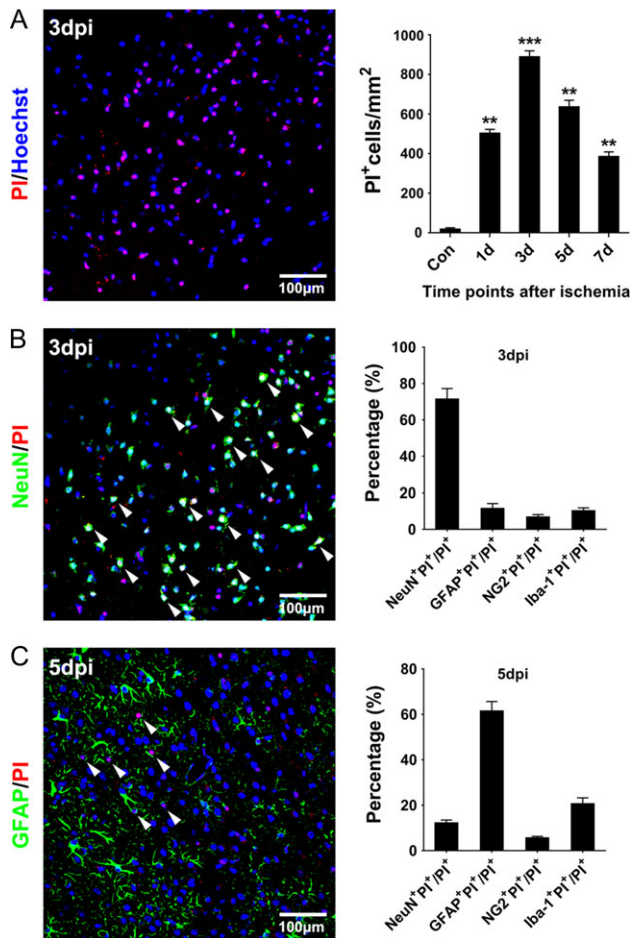 A
3dpi
PI/Hoechst
100μm
PI⁺cells/mm²
1000
800
600
400
200
0
**
***
**
**
Con
1d
3d
5d
7d
Time points after ischemia
B
3dpi
NeuN/PI
100μm
3dpi
Percentage (%)
100
80
60
40
20
0
NeuN⁺PI⁺/PI⁺
GFAP⁺PI⁺/PI⁺
NG2⁺PI⁺/PI⁺
Iba-1⁺PI⁺/PI⁺
C
5dpi
GFAP/PI
100μm
5dpi
Percentage (%)
80
60
40
20
0
NeuN⁺PI⁺/PI⁺
GFAP⁺PI⁺/PI⁺
NG2⁺PI⁺/PI⁺
Iba-1⁺PI⁺/PI⁺